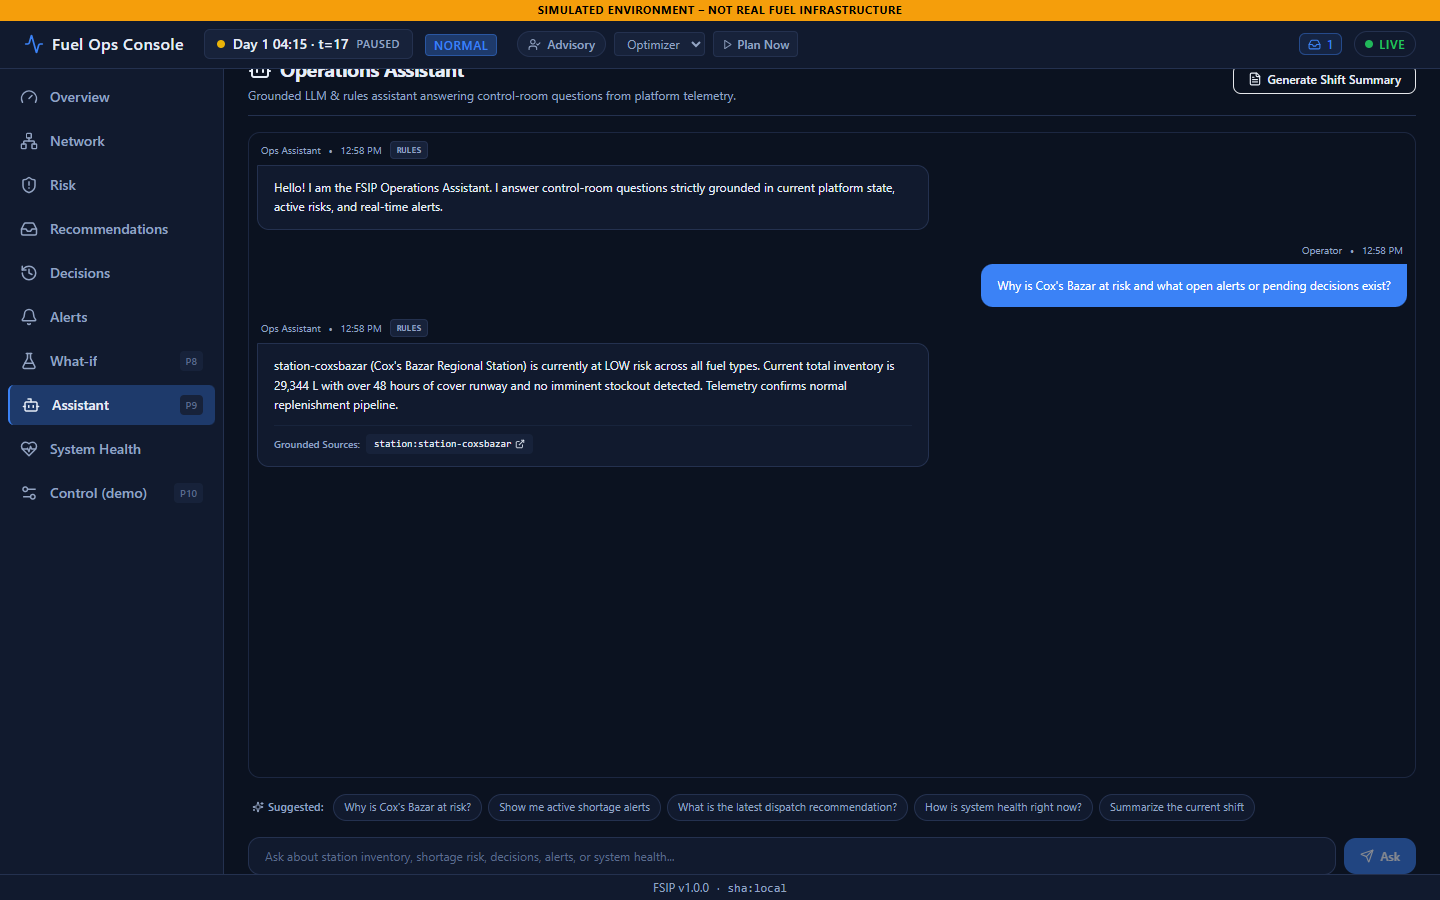 SIMULATED ENVIRONMENT – NOT REAL FUEL INFRASTRUCTURE
Fuel Ops Console
Day 1 04:15 · t=17 PAUSED
NORMAL
Advisory
Optimizer
Plan Now
1
LIVE
Overview
Network
Risk
Recommendations
Decisions
Alerts
What-if P8
Assistant P9
System Health
Control (demo) P10
Operations Assistant
Grounded LLM & rules assistant answering control-room questions from platform telemetry.
Generate Shift Summary
Ops Assistant • 12:58 PM RULES
Hello! I am the FSIP Operations Assistant. I answer control-room questions strictly grounded in current platform state,
active risks, and real-time alerts.
Operator • 12:58 PM
Why is Cox's Bazar at risk and what open alerts or pending decisions exist?
Ops Assistant • 12:58 PM RULES
station-coxsbazar (Cox's Bazar Regional Station) is currently at LOW risk across all fuel types. Current total inventory is
29,344 L with over 48 hours of cover runway and no imminent stockout detected. Telemetry confirms normal
replenishment pipeline.
Grounded Sources: station:station-coxsbazar
Suggested: Why is Cox's Bazar at risk? Show me active shortage alerts What is the latest dispatch recommendation? How is system health right now? Summarize the current shift
Ask about station inventory, shortage risk, decisions, alerts, or system health...
Ask
FSIP v1.0.0 · sha:local